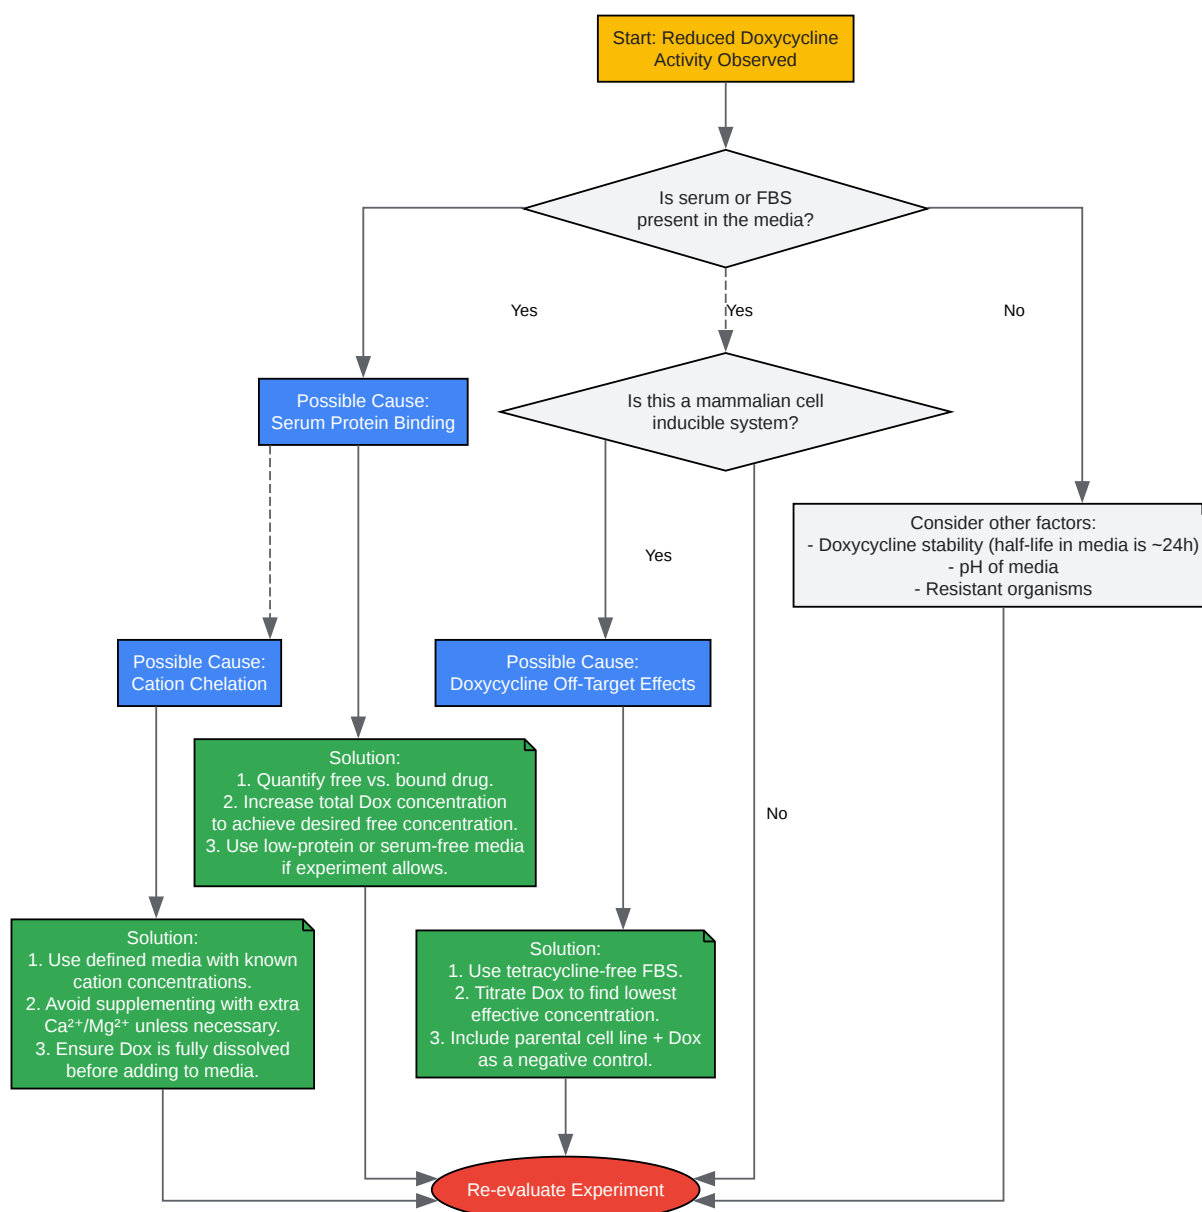 Start: Reduced Doxycycline
Activity Observed
Is serum or FBS
present in the media?
Yes
Yes
No
Possible Cause:
Serum Protein Binding
Is this a mammalian cell
inducible system?
Consider other factors:
- Doxycycline stability (half-life in media is ~24h)
- pH of media
- Resistant organisms
Yes
Possible Cause:
Cation Chelation
Possible Cause:
Doxycycline Off-Target Effects
Solution:
1. Quantify free vs. bound drug.
2. Increase total Dox concentration
to achieve desired free concentration.
3. Use low-protein or serum-free media
if experiment allows.
No
Solution:
1. Use defined media with known
cation concentrations.
2. Avoid supplementing with extra
Ca²⁺/Mg²⁺ unless necessary.
3. Ensure Dox is fully dissolved
before adding to media.
Solution:
1. Use tetracycline-free FBS.
2. Titrate Dox to find lowest
effective concentration.
3. Include parental cell line + Dox
as a negative control.
Re-evaluate Experiment